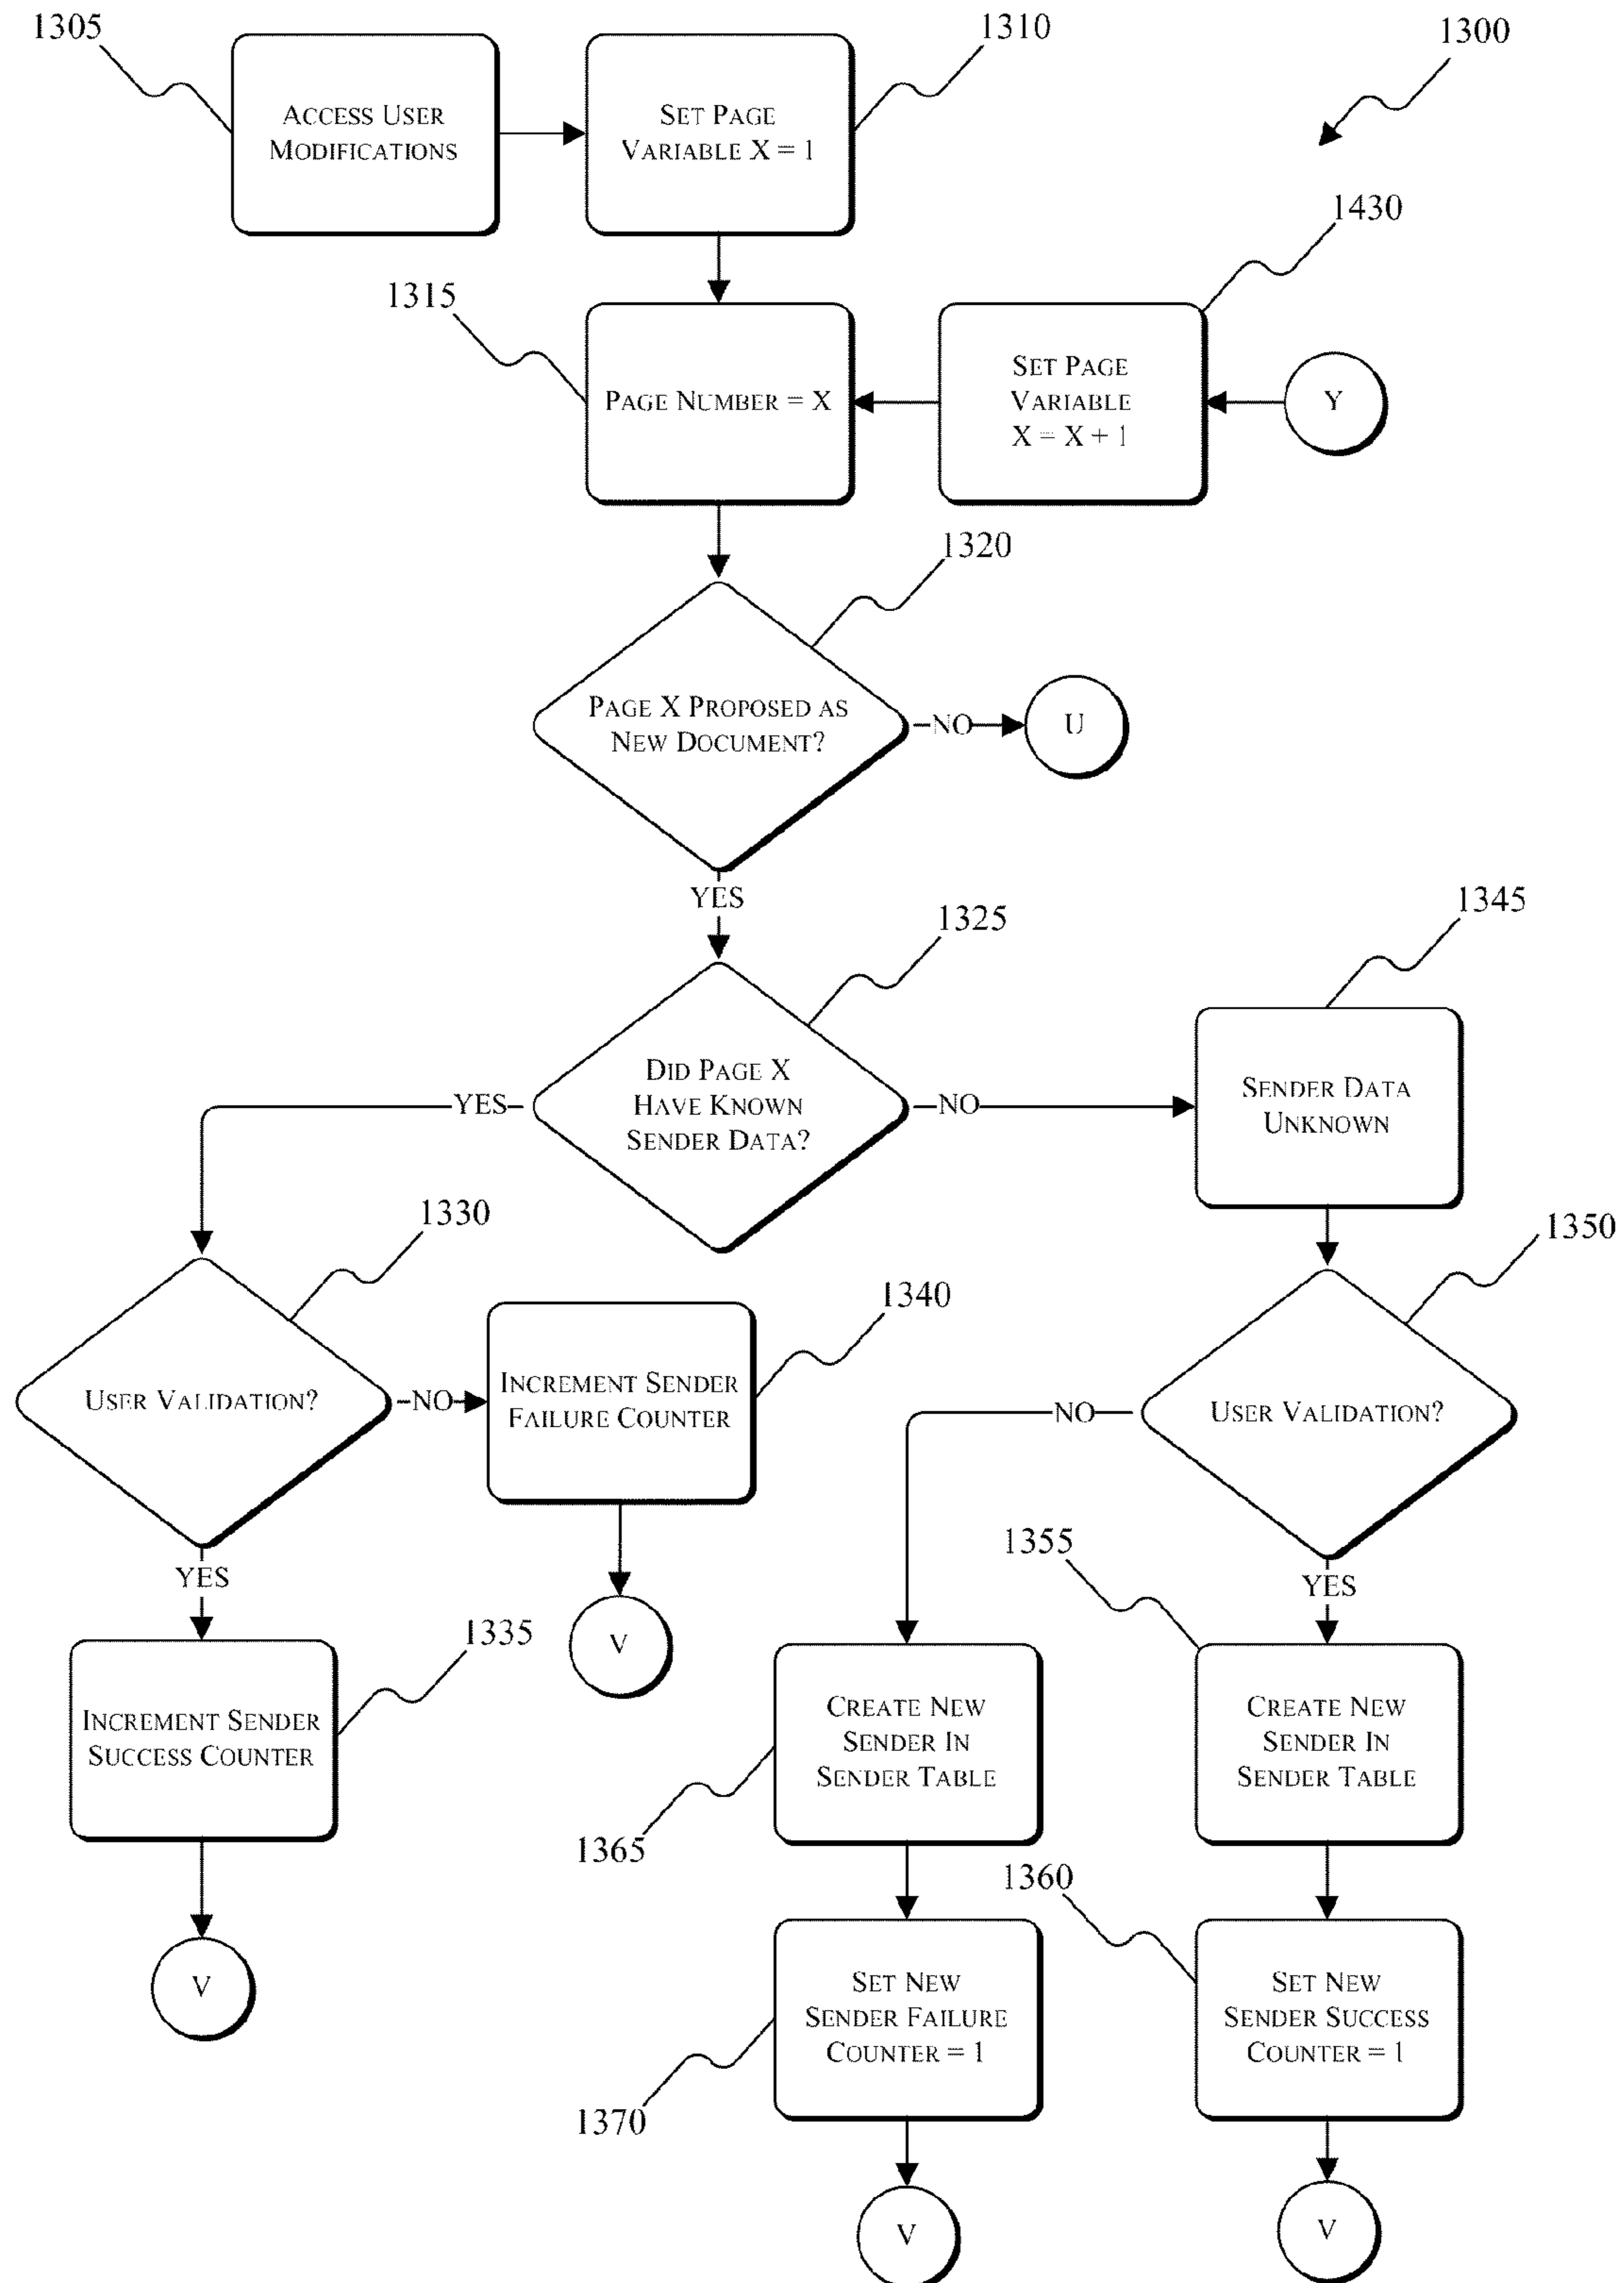 1305
1310
1300
ACCESS USER
MODIFICATIONS
SET PAGE
VARIABLE X = 1
1430
1315
PAGE NUMBER = X
SET PAGE
VARIABLE
X = X + 1
Y
1320
PAGE X PROPOSED AS
NEW DOCUMENT?
NO
U
YES
1325
1345
DID PAGE X
HAVE KNOWN
SENDER DATA?
YES
NO
SENDER DATA
UNKNOWN
1330
1350
1340
USER VALIDATION?
NO
INCREMENT SENDER
FAILURE COUNTER
NO
USER VALIDATION?
YES
1355
YES
V
1335
INCREMENT SENDER
SUCCESS COUNTER
CREATE NEW
SENDER IN
SENDER TABLE
CREATE NEW
SENDER IN
SENDER TABLE
1365
1360
V
SET NEW
SENDER FAILURE
COUNTER = 1
SET NEW
SENDER SUCCESS
COUNTER = 1
1370
V
V